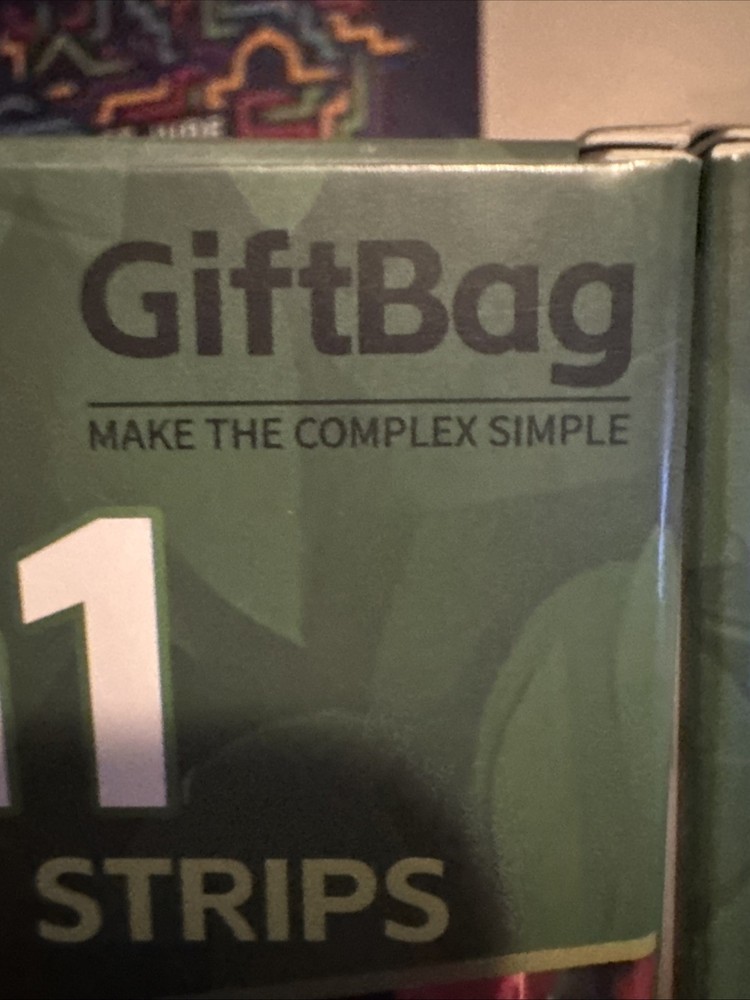 GiftBag
MAKE THE COMPLEX SIMPLE
1
STRIPS